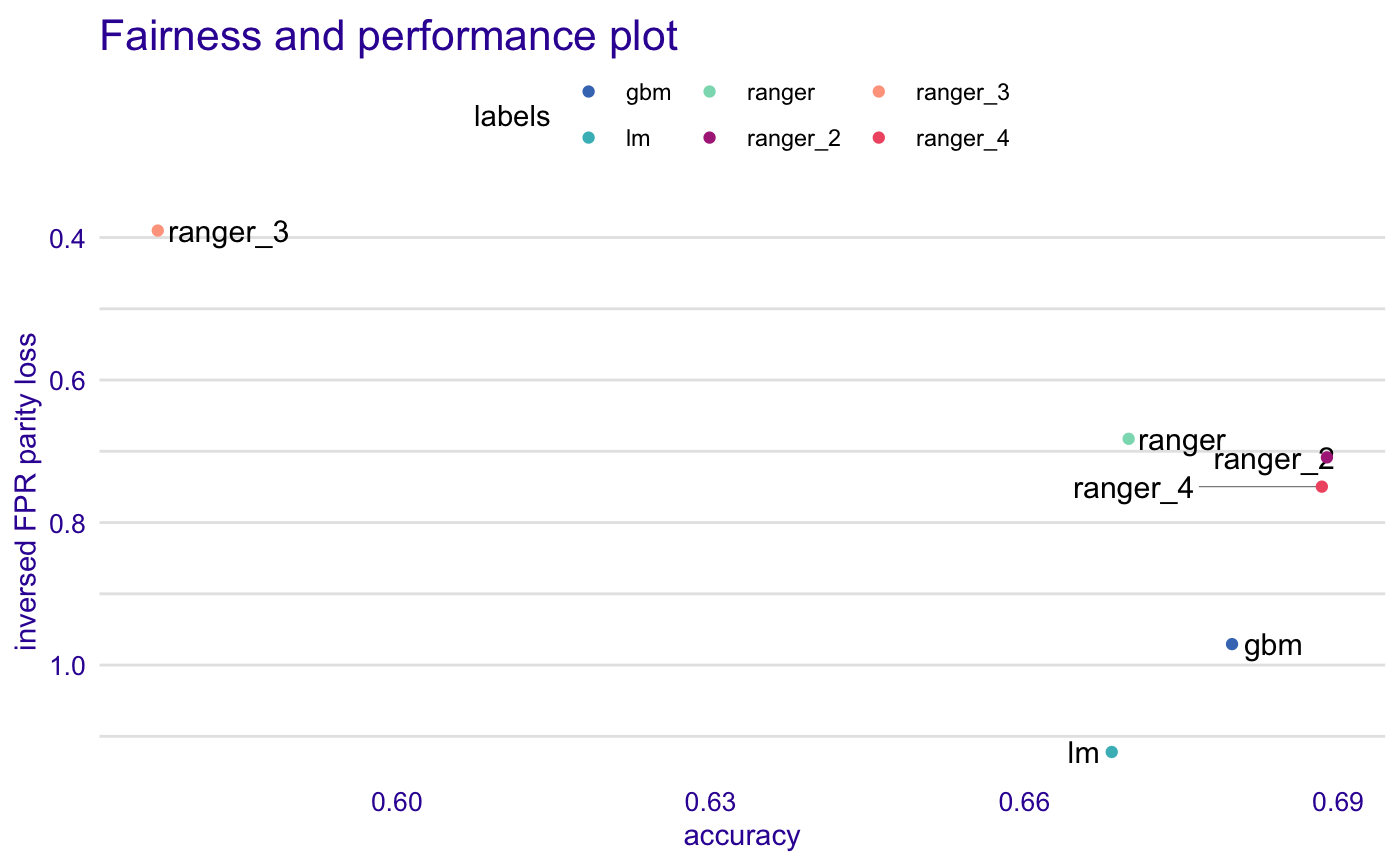 Fairness and performance plot
labels
gbm ranger ranger_3
lm ranger_2 ranger_4
inversed FPR parity loss
0.4
0.6
0.8
1.0
ranger_3
ranger
ranger_2
ranger_4
gbm
lm
0.60 0.63 0.66 0.69
accuracy